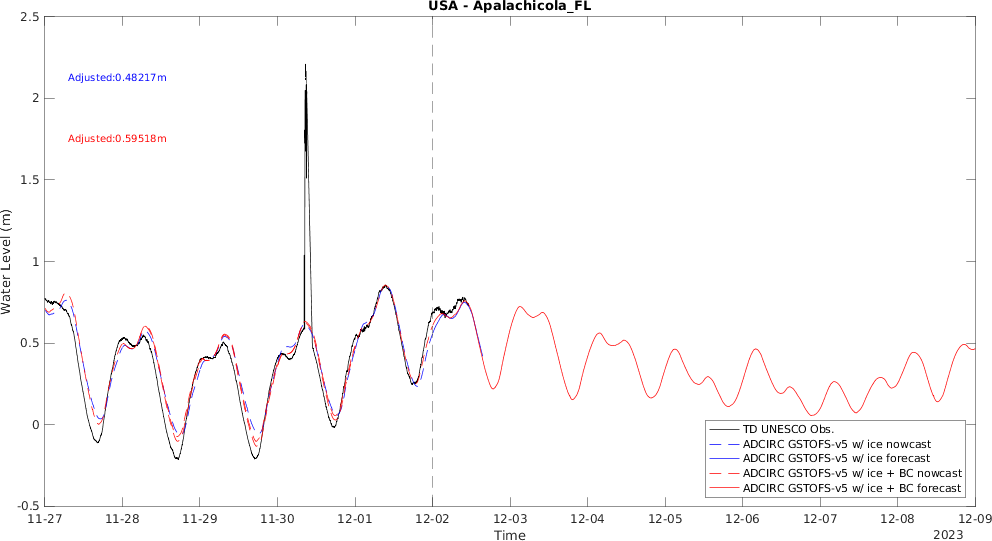 USA - Apalachicola_FL
2.5
2
1.5
1
0.5
0
-0.5
Water Level (m)
Adjusted:0.48217m
Adjusted:0.59518m
TD UNESCO Obs.
ADCIRC GSTOFS-v5 w/ ice nowcast
ADCIRC GSTOFS-v5 w/ ice forecast
ADCIRC GSTOFS-v5 w/ ice + BC nowcast
ADCIRC GSTOFS-v5 w/ ice + BC forecast
11-27 11-28 11-29 11-30 12-01 12-02 12-03 12-04 12-05 12-06 12-07 12-08 12-09
Time
2023